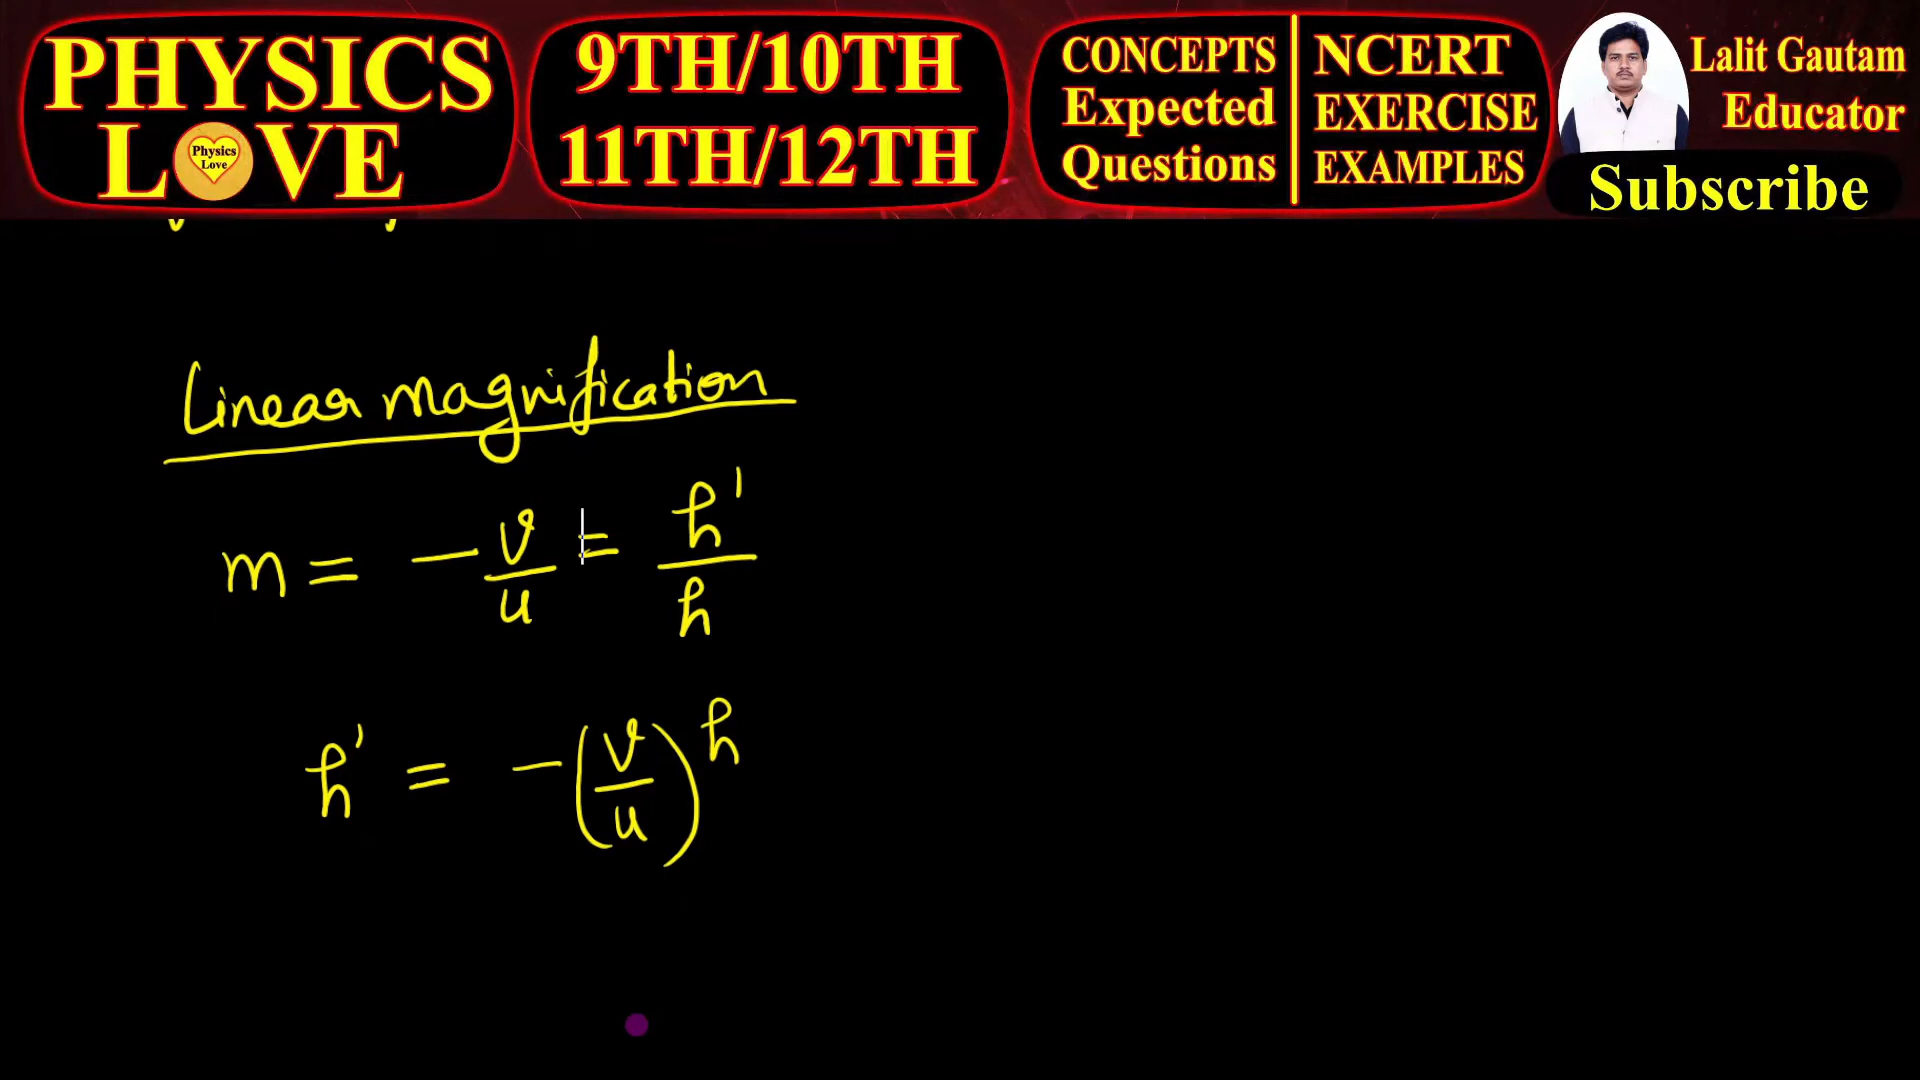 PHYSICS
LOVE
Physics
Love
9TH/10TH
11TH/12TH
CONCEPTS
Expected
Questions
NCERT
EXERCISE
EXAMPLES
Lalit Gautam
Educator
Subscribe
Linear magnification
m = - v/u = h'/h
h' = -(v/u) h